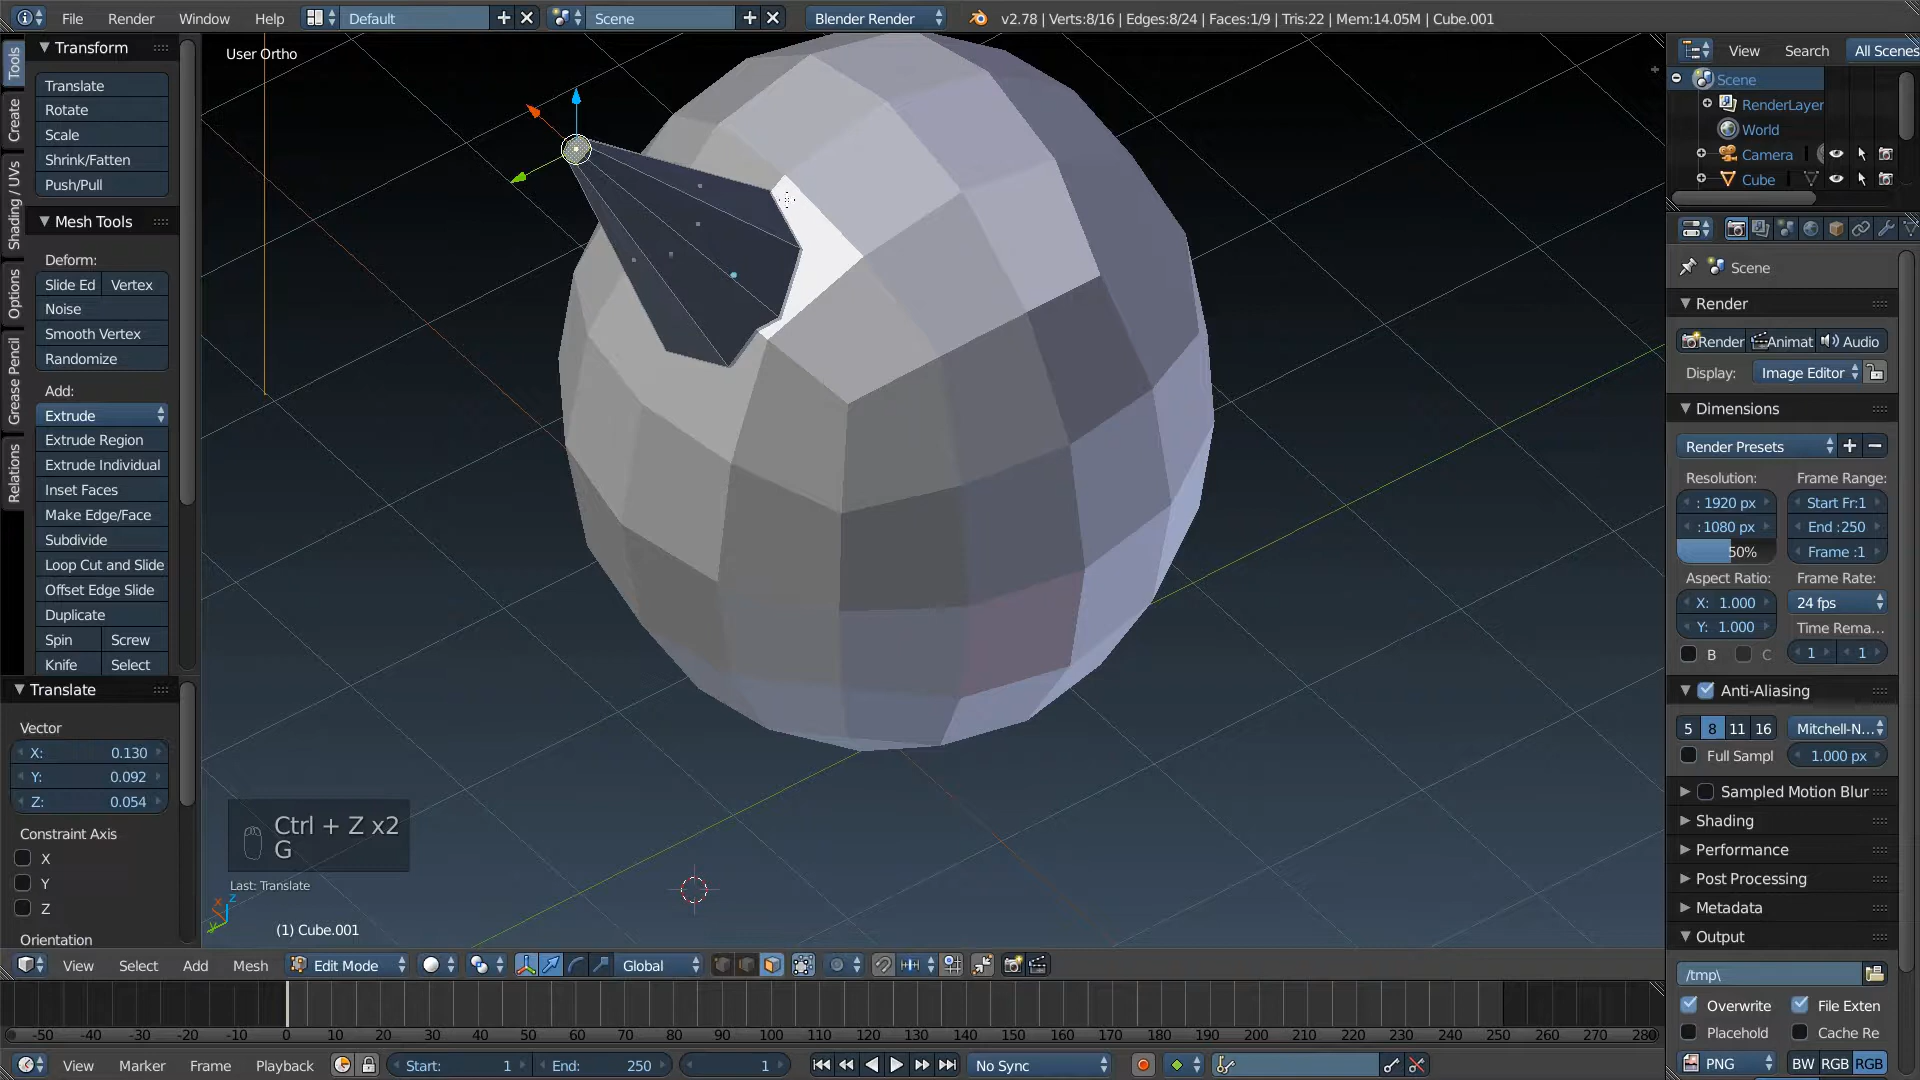 File Render Window Help Default Scene Blender Render v2.78 | Verts:8/16 | Edges:8/24 | Faces:1/9 | Tris:22 | Mem:14.05M | Cube.001
Tools
Create
Shading / UVs
Options
Grease Pencil
Relations
Transform
Translate
Rotate
Scale
Shrink/Fatten
Push/Pull
Mesh Tools
Deform:
Slide Ed Vertex
Noise
Smooth Vertex
Randomize
Add:
Extrude
Extrude Region
Extrude Individual
Inset Faces
Make Edge/Face
Subdivide
Loop Cut and Slide
Offset Edge Slide
Duplicate
Spin Screw
Knife Select
Translate
Vector
X: 0.130
Y: 0.092
Z: 0.054
Constraint Axis
X
Y
Z
Orientation
User Ortho
Ctrl + Z x2
G
Last: Translate
(1) Cube.001
View Select Add Mesh Edit Mode Global
-50 -40 -30 -20 -10 0 10 20 30 40 50 60 70 80 90 100 110 120 130 140 150 160 170 180 190 200 210 220 230 240 250 260 270 280
View Marker Frame Playback Start: 1 End: 250 1 No Sync
View Search All Scenes
Scene
RenderLayer
World
Camera
Cube
Scene
Render
Render Animat Audio
Display: Image Editor
Dimensions
Render Presets
Resolution: Frame Range:
: 1920 px Start Fr:1
:1080 px End :250
50% Frame :1
Aspect Ratio: Frame Rate:
X: 1.000 24 fps
Y: 1.000 Time Rema...
B C 1 1
Anti-Aliasing
5 8 11 16 Mitchell-N...
Full Sampl 1.000 px
Sampled Motion Blur
Shading
Performance
Post Processing
Metadata
Output
/tmp\
Overwrite File Exten
Placehold Cache Re
PNG BW RGB RGB